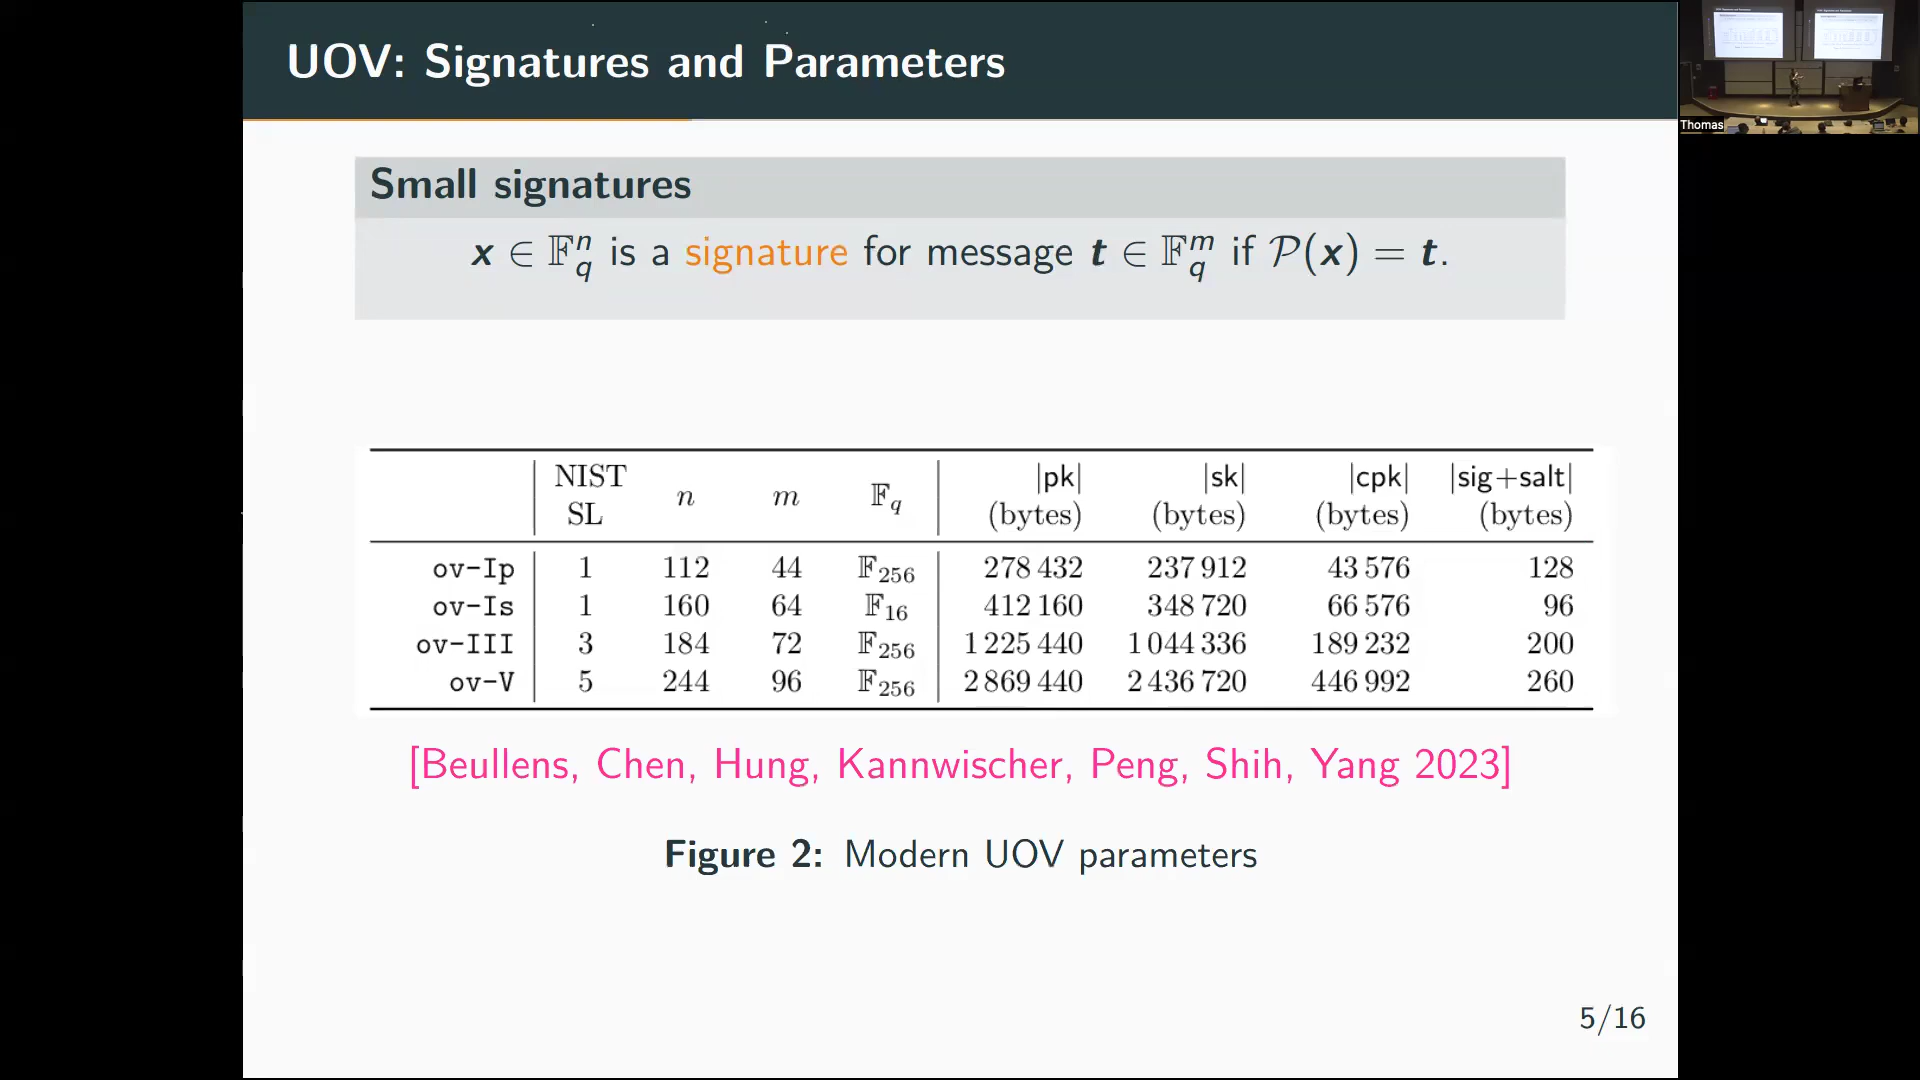 UOV: Signatures and Parameters
Thomas
Small signatures
x ∈ 𝔽_q^n is a signature for message t ∈ 𝔽_q^m if 𝒫(x) = t.
NIST SL n m 𝔽_q |pk| (bytes) |sk| (bytes) |cpk| (bytes) |sig+salt| (bytes)
ov-Ip 1 112 44 𝔽_256 278 432 237 912 43 576 128
ov-Is 1 160 64 𝔽_16 412 160 348 720 66 576 96
ov-III 3 184 72 𝔽_256 1 225 440 1 044 336 189 232 200
ov-V 5 244 96 𝔽_256 2 869 440 2 436 720 446 992 260
[Beullens, Chen, Hung, Kannwischer, Peng, Shih, Yang 2023]
Figure 2: Modern UOV parameters
5/16